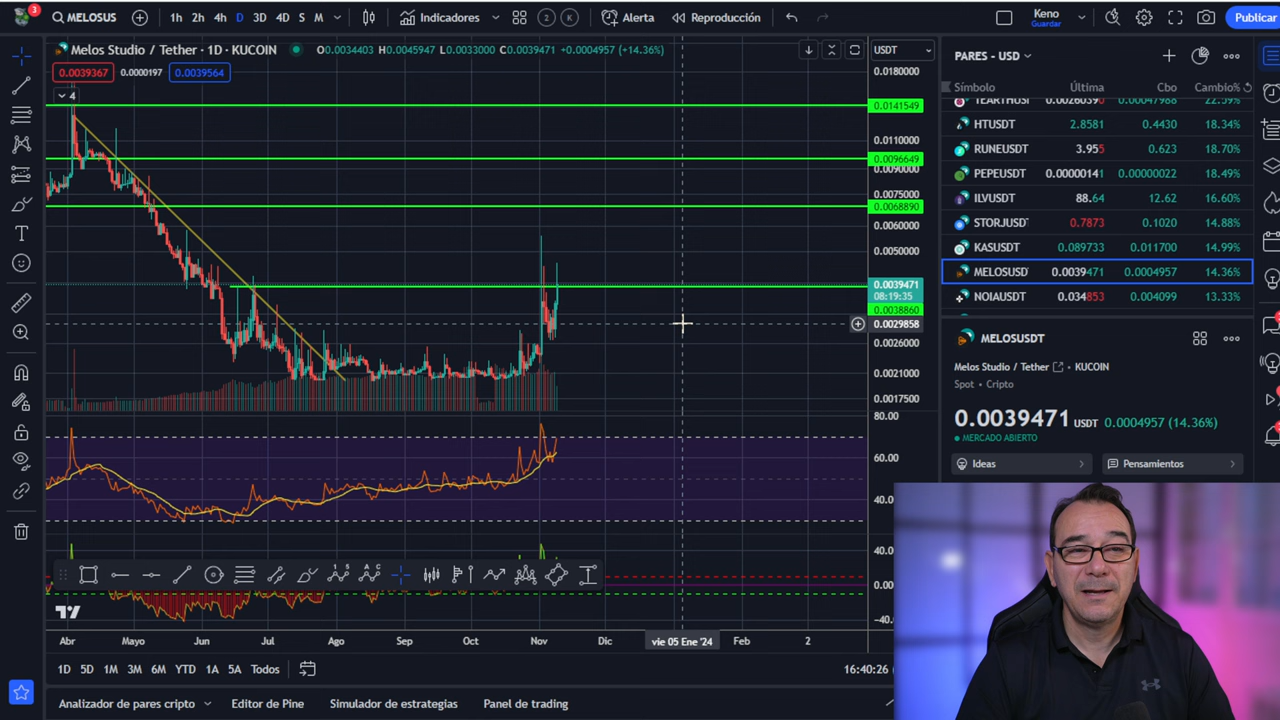 3
MELOSUS
1h 2h 4h D 3D 4D S M
Indicadores
2 K
Alerta
Reproducción
Keno
Guardar
Publicar
Melos Studio / Tether · 1D · KUCOIN
O0.0034403 H0.0045947 L0.0033000 C0.0039471 +0.0004957 (+14.36%)
0.0039367 0.0000197 0.0039564
4
USDT
0.0180000
0.0141549
0.0110000
0.0096649
0.0090000
0.0075000
0.0068890
0.0060000
0.0050000
0.0039471
08:19:35
0.0038860
0.0029858
0.0026000
0.0021000
0.0017500
80.00
60.00
40.00
40.0
0.00
-40.0
Abr Mayo Jun Jul Ago Sep Oct Nov Dic vie 05 Ene '24 Feb 2
1D 5D 1M 3M 6M YTD 1A 5A Todos
16:40:26
Analizador de pares cripto Editor de Pine Simulador de estrategias Panel de trading
PARES - USD
Símbolo Última Cbo Cambio%
HTUSDT 2.8581 0.4430 18.34%
RUNEUSDT 3.955 0.623 18.70%
PEPEUSDT 0.00000141 0.00000022 18.49%
ILVUSDT 88.64 12.62 16.60%
STORJUSD 0.7873 0.1020 14.88%
KASUSDT 0.089733 0.011700 14.99%
MELOSUSD 0.0039471 0.0004957 14.36%
NOIAUSDT 0.034853 0.004099 13.33%
MELOSUSDT
Melos Studio / Tether • KUCOIN
Spot • Cripto
0.0039471 USDT 0.0004957 (14.36%)
MERCADO ABIERTO
Ideas
Pensamientos